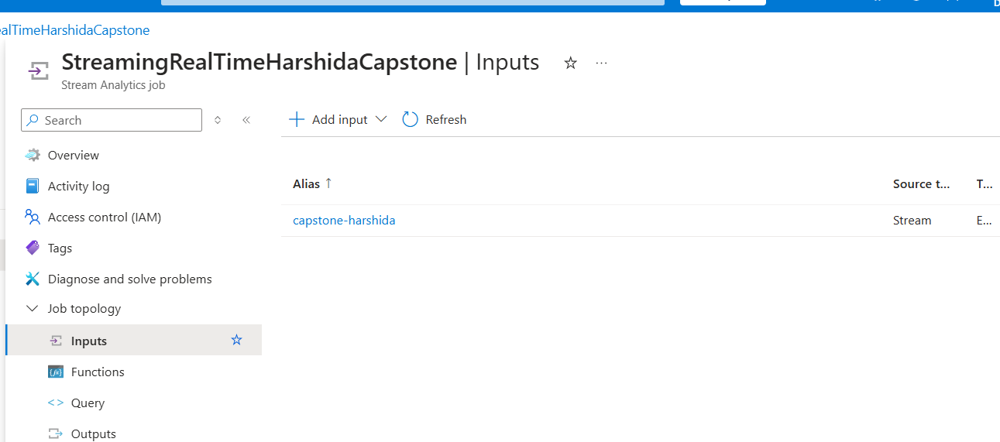 ealTimeHarshidaCapstone
StreamingRealTimeHarshidaCapstone | Inputs
Stream Analytics job
Search
Add input
Refresh
Overview
Activity log
Access control (IAM)
Tags
Diagnose and solve problems
Job topology
Inputs
Functions
Query
Outputs
Alias ↑
Source t...
T...
capstone-harshida
Stream
E...